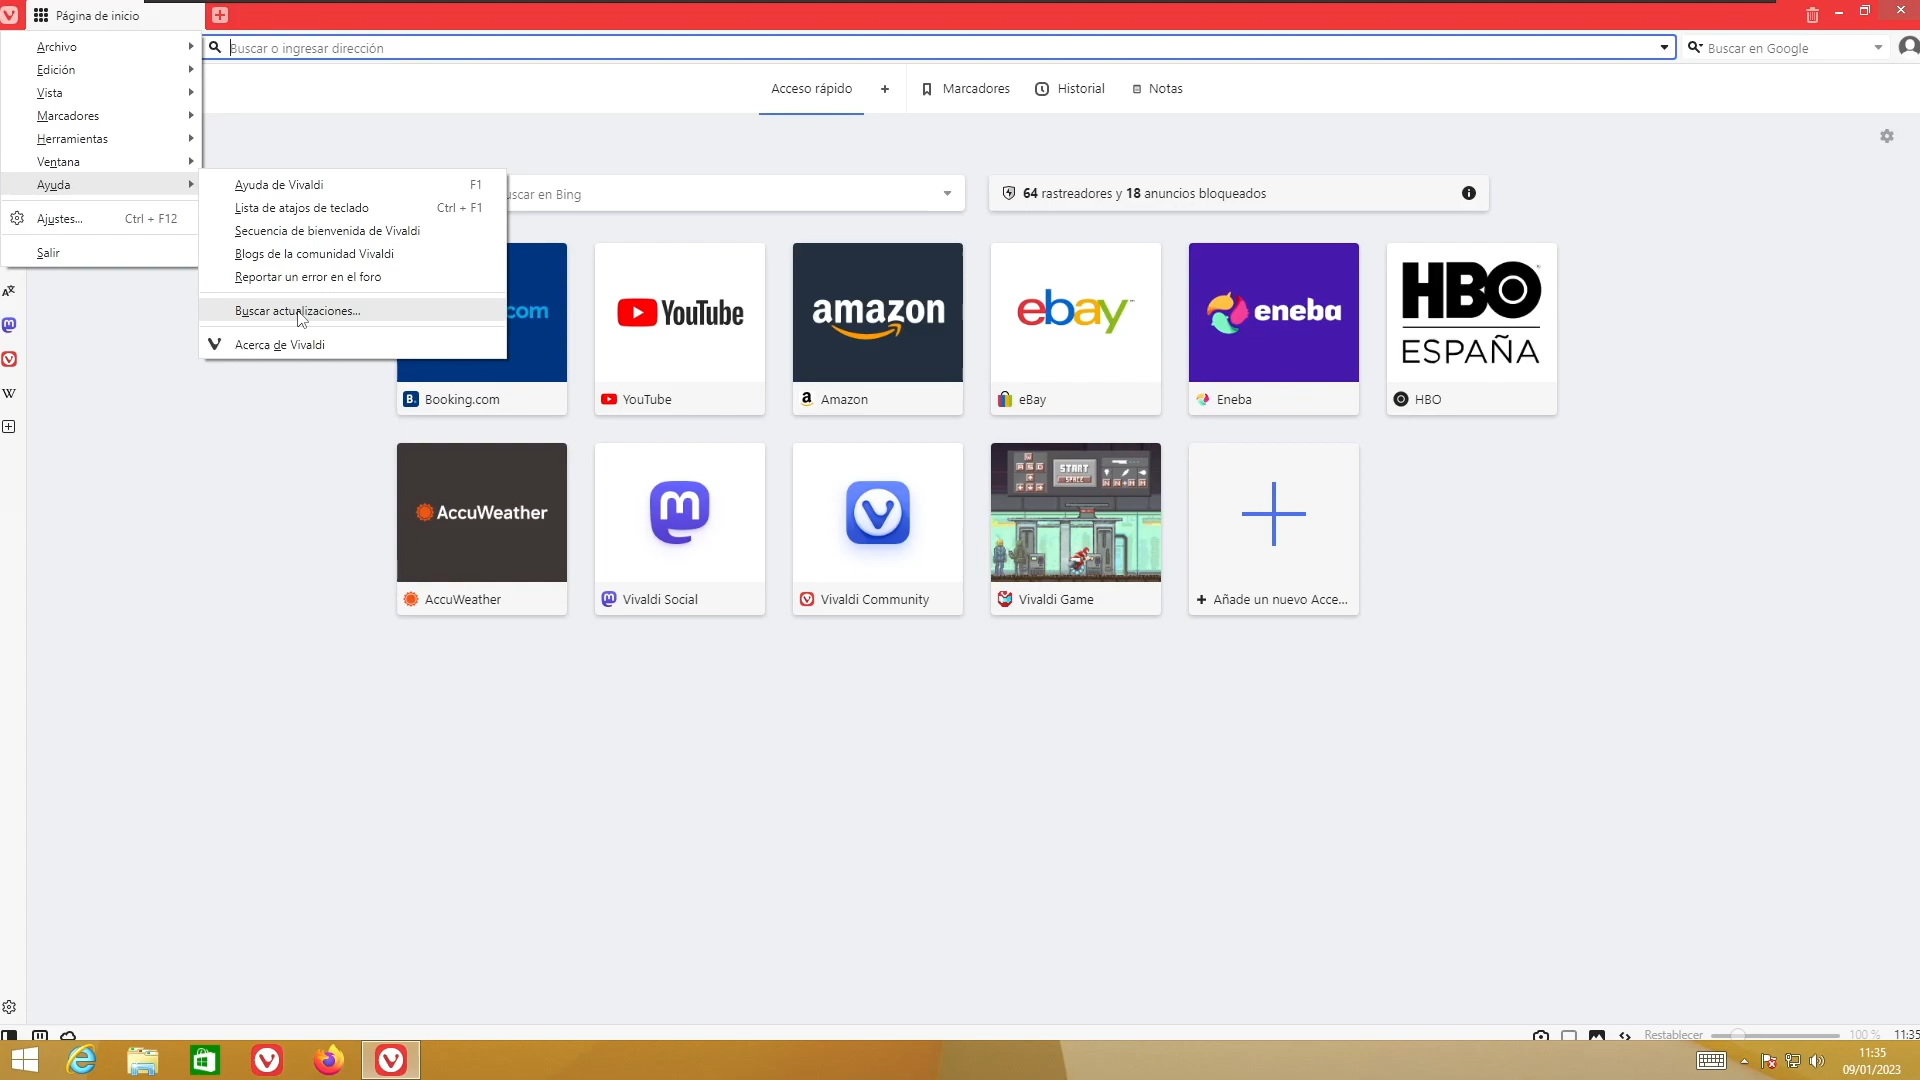 Página de inicio
Archivo
Buscar o ingresar dirección
Buscar en Google
Edición
Vista
Marcadores
Herramientas
Ventana
Ayuda
Ajustes... Ctrl + F12
Salir
Acceso rápido
Marcadores
Historial
Notas
Ayuda de Vivaldi F1
Lista de atajos de teclado Ctrl + F1
Secuencia de bienvenida de Vivaldi
Blogs de la comunidad Vivaldi
Reportar un error en el foro
Buscar actualizaciones...
Acerca de Vivaldi
uscar en Bing
64 rastreadores y 18 anuncios bloqueados
com
YouTube
amazon
ebay
eneba
HBO
ESPAÑA
B. Booking.com
YouTube
a Amazon
eBay
Eneba
HBO
AccuWeather
START
SPACE
AccuWeather
Vivaldi Social
Vivaldi Community
Vivaldi Game
+ Añade un nuevo Acce...
W
Restablecer
100 %
11:35
11:35
09/01/2023